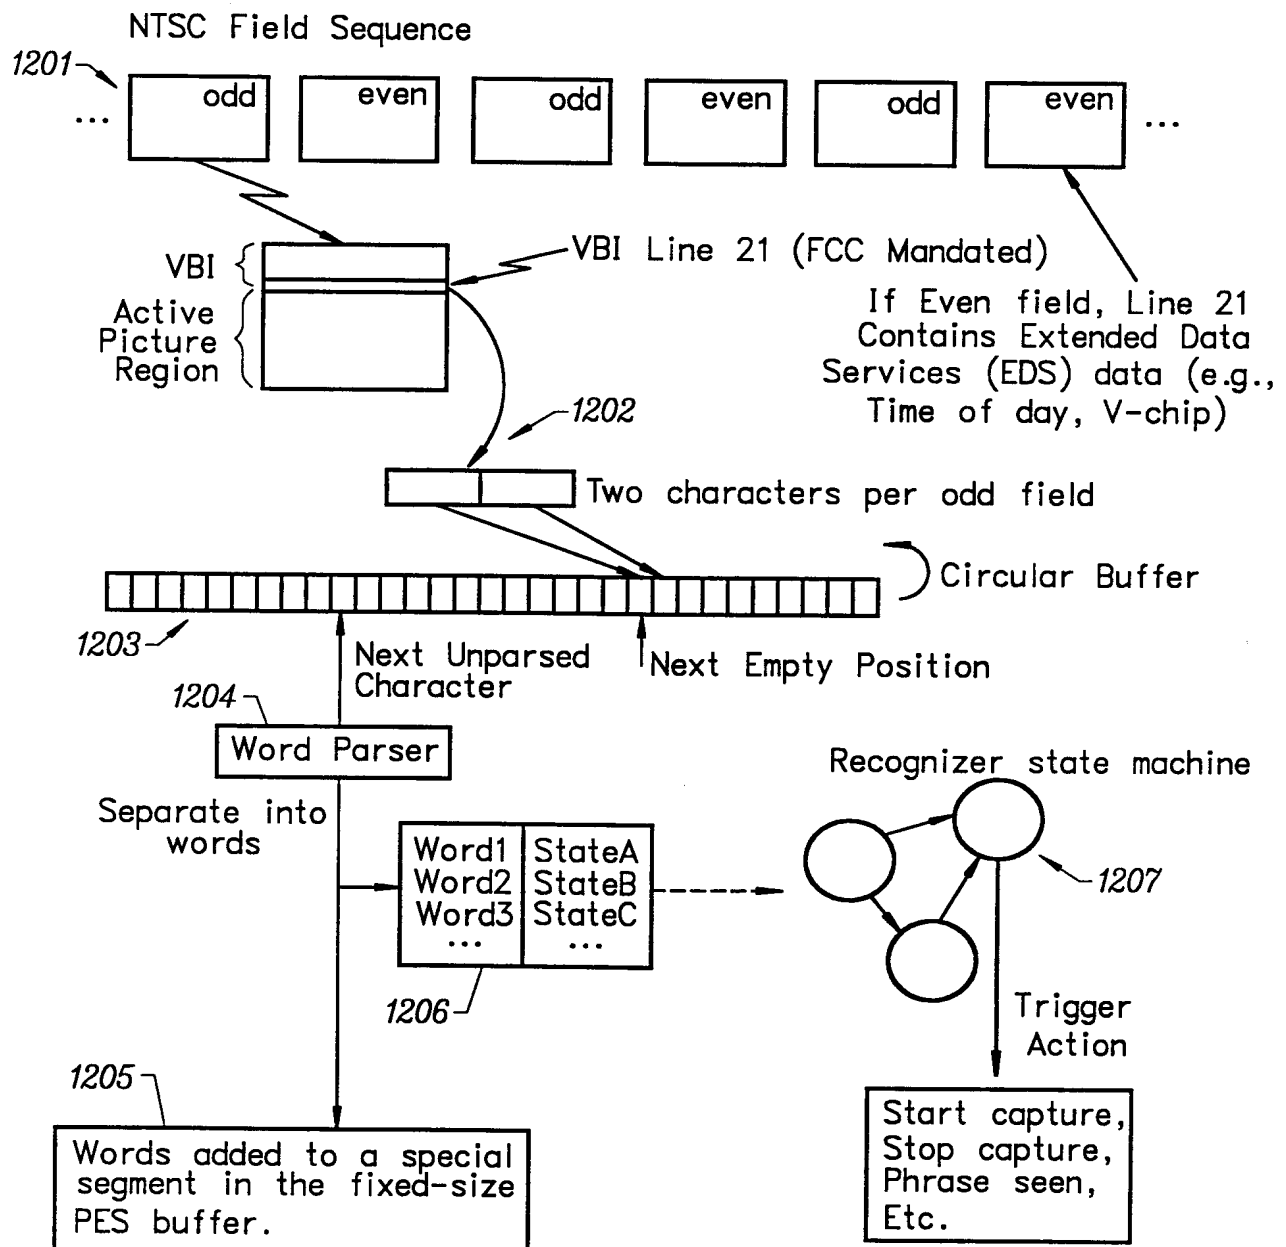 NTSC Field Sequence
1201
... odd even odd even odd even ...
VBI
VBI Line 21 (FCC Mandated)
Active
Picture
Region
If Even field, Line 21
Contains Extended Data
Services (EDS) data (e.g.,
Time of day, V-chip)
1202
Two characters per odd field
Circular Buffer
1203
Next Unparsed
Character
Next Empty Position
1204
Word Parser
Separate into
words
Recognizer state machine
Word1 StateA
Word2 StateB
Word3 StateC
... ...
1206
1207
Trigger
Action
1205
Words added to a special
segment in the fixed-size
PES buffer.
Start capture,
Stop capture,
Phrase seen,
Etc.